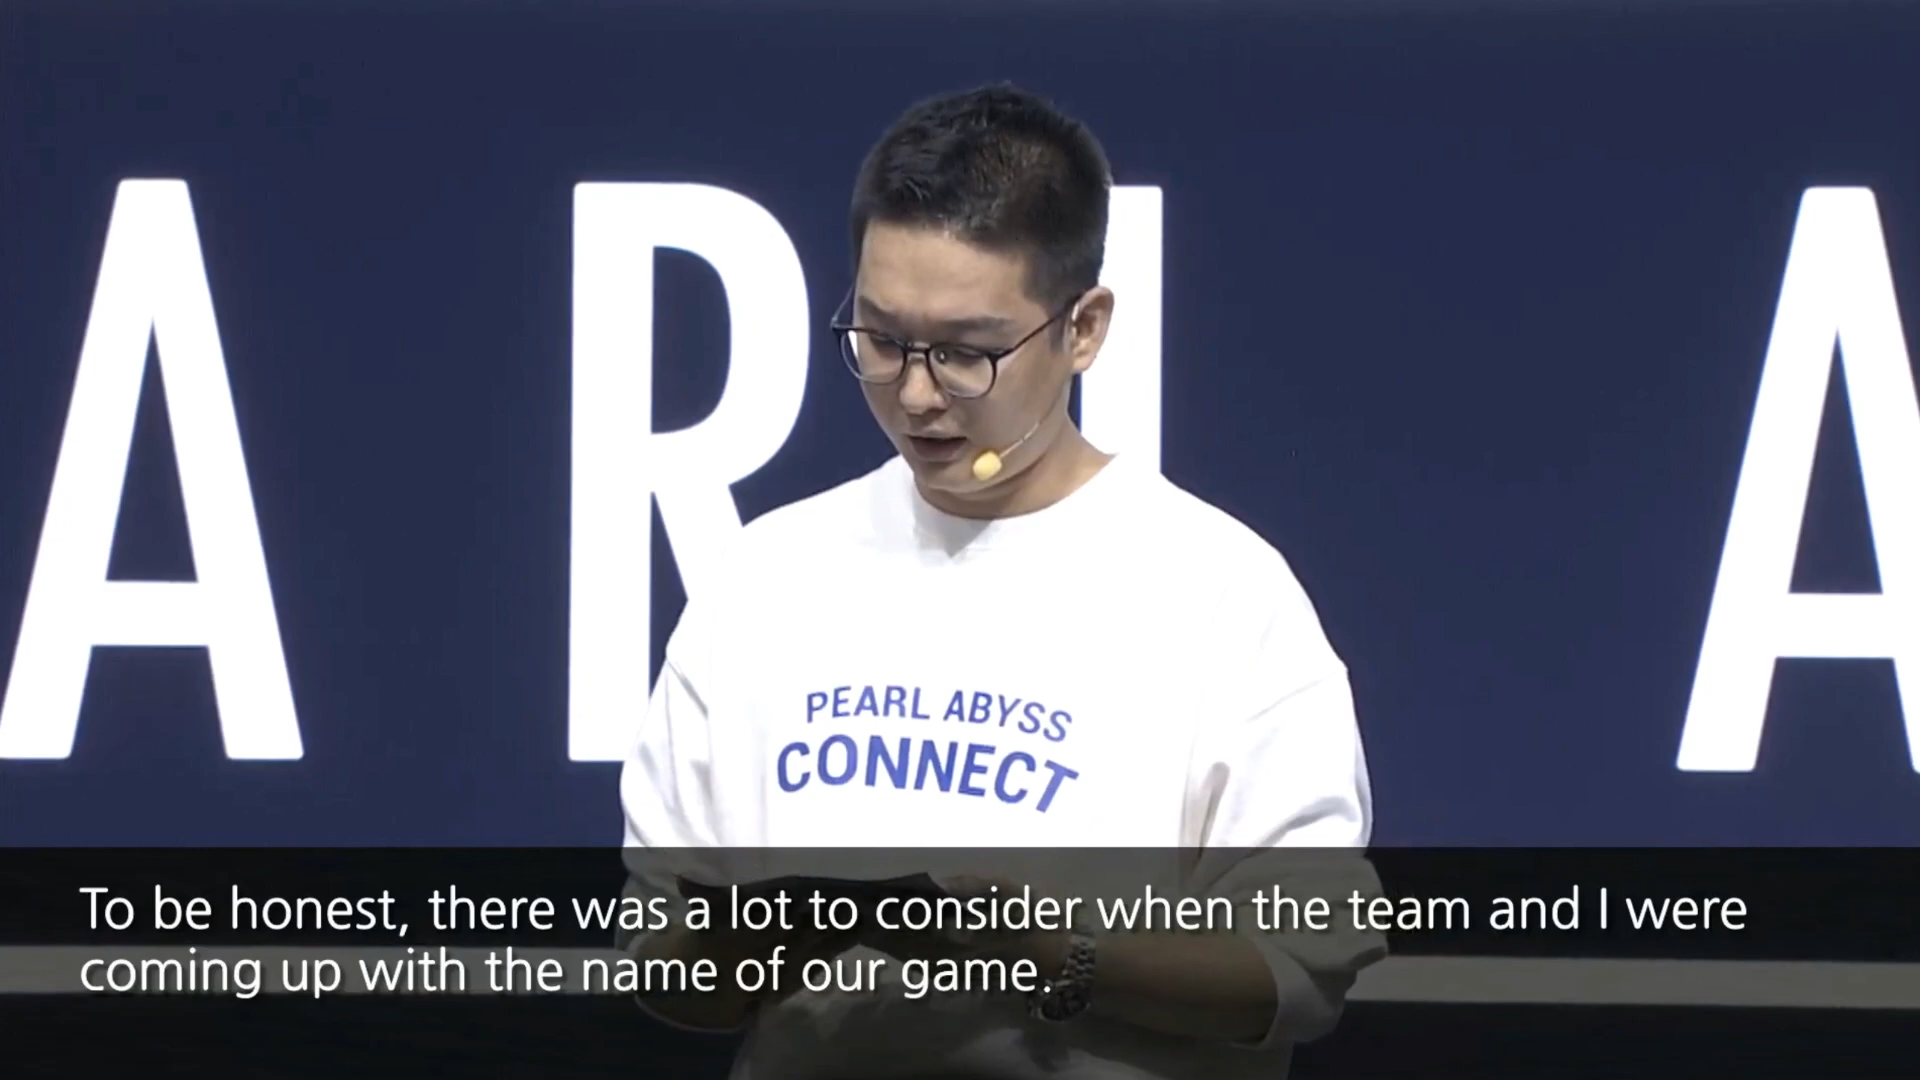 A R L A
PEARL ABYSS
CONNECT
To be honest, there was a lot to consider when the team and I were
coming up with the name of our game.